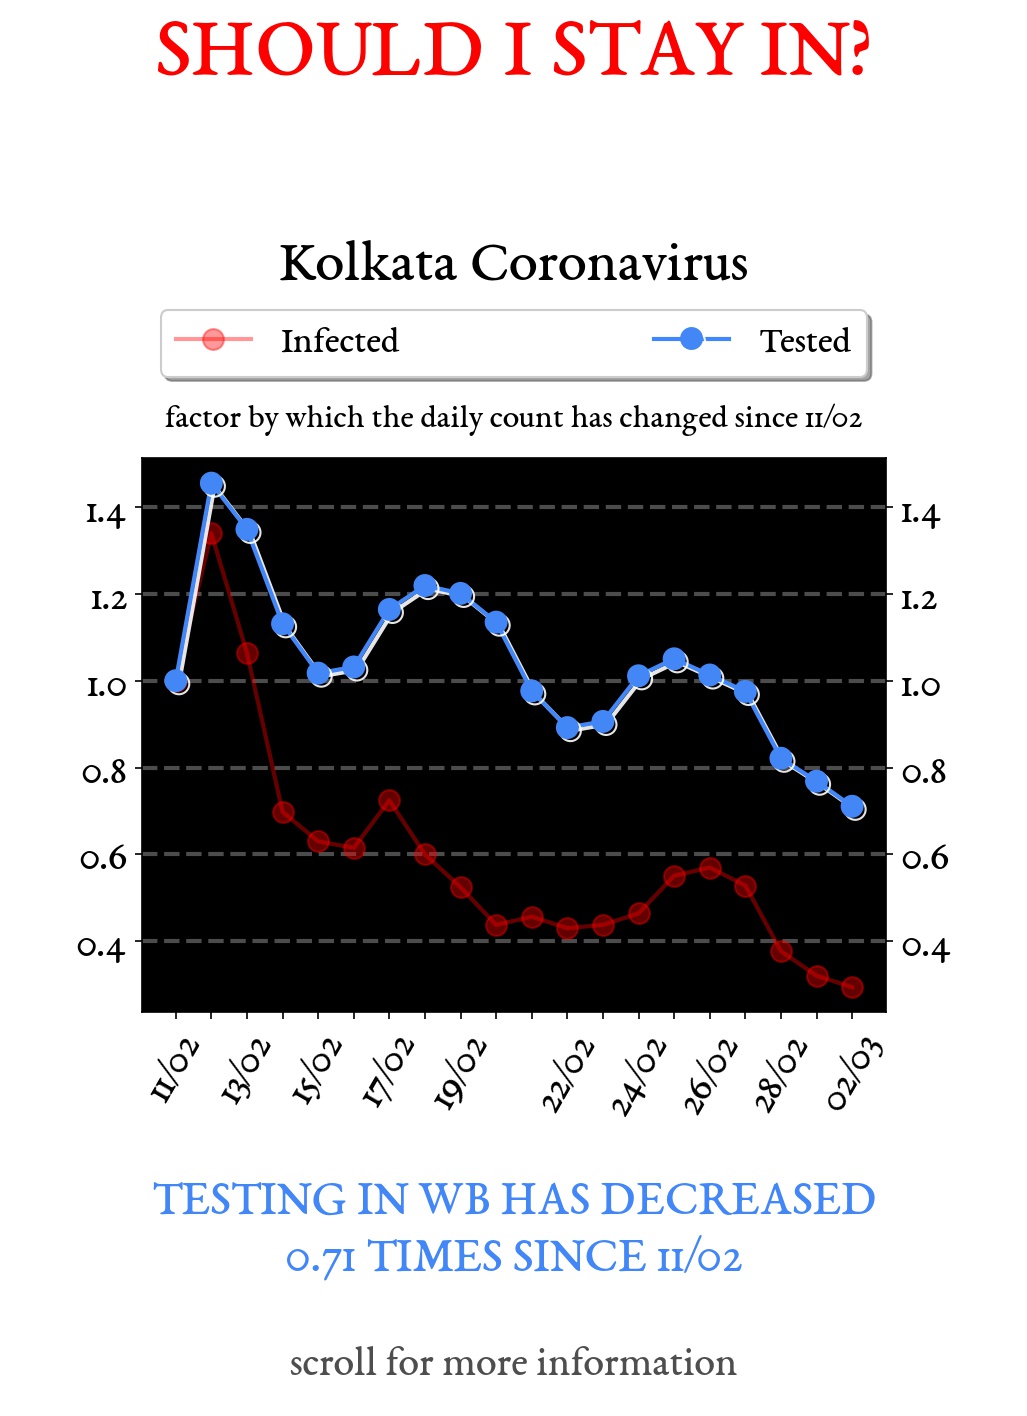 SHOULD I STAY IN?
Kolkata Coronavirus
Infected Tested
factor by which the daily count has changed since 11/02
1.4 1.4
1.2 1.2
1.0 1.0
0.8 0.8
0.6 0.6
0.4 0.4
11/02 13/02 15/02 17/02 19/02 22/02 24/02 26/02 28/02 02/03
TESTING IN WB HAS DECREASED
0.71 TIMES SINCE 11/02
scroll for more information